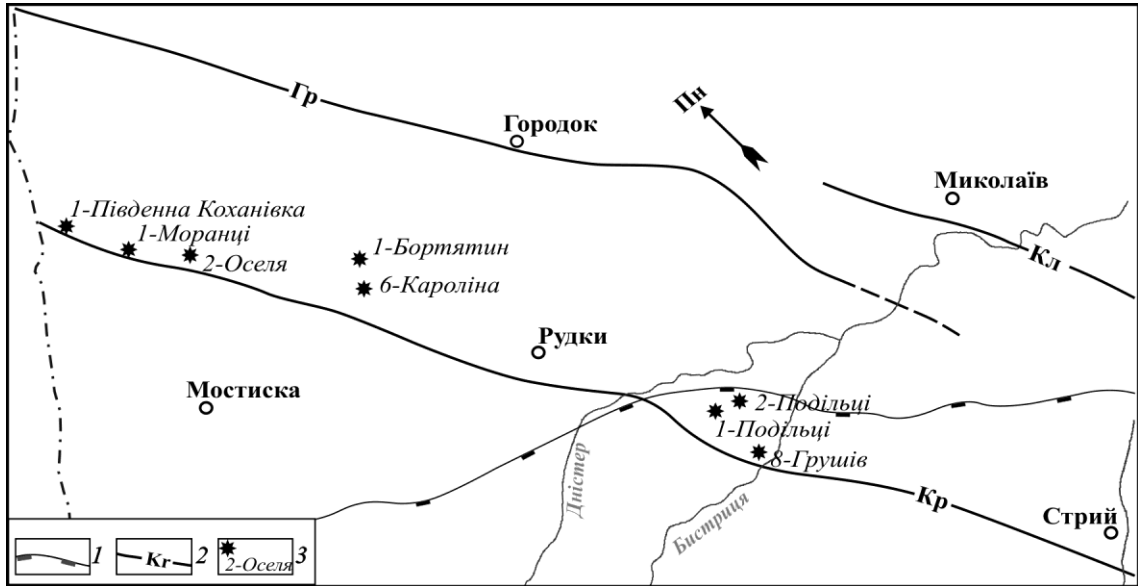 Гр
Городок
Пн
Миколаїв
1-Південна Коханівка
1-Моранці
2-Оселя
1-Бортятин
6-Кароліна
Кл
Рудки
Мостиска
2-Подільці
1-Подільці
8-Грушів
Дністер
Бистриця
Кр
Стрий
1
Kr
2
2-Оселя
3